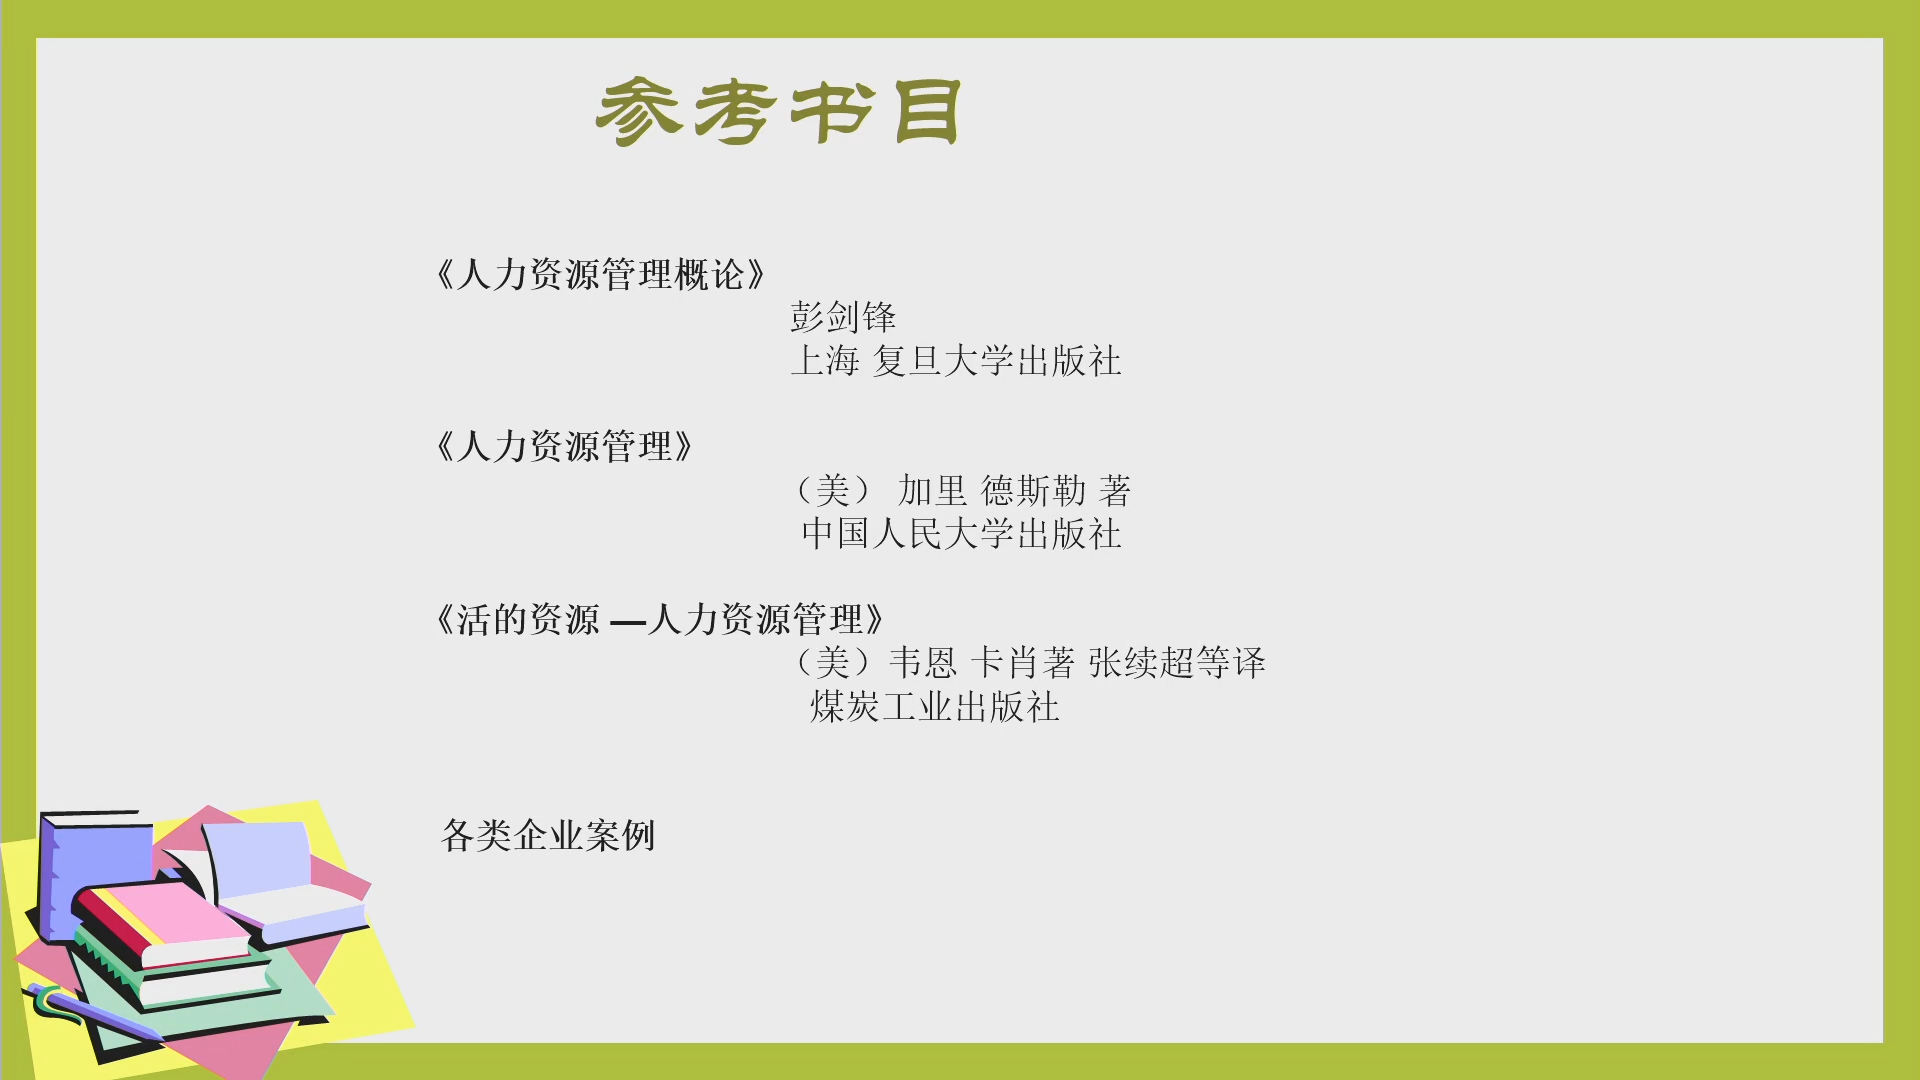 参考书目
《人力资源管理概论》
彭剑锋
上海 复旦大学出版社
《人力资源管理》
（美） 加里 德斯勒 著
中国人民大学出版社
《活的资源 —人力资源管理》
（美）韦恩 卡肖著 张续超等译
煤炭工业出版社
各类企业案例